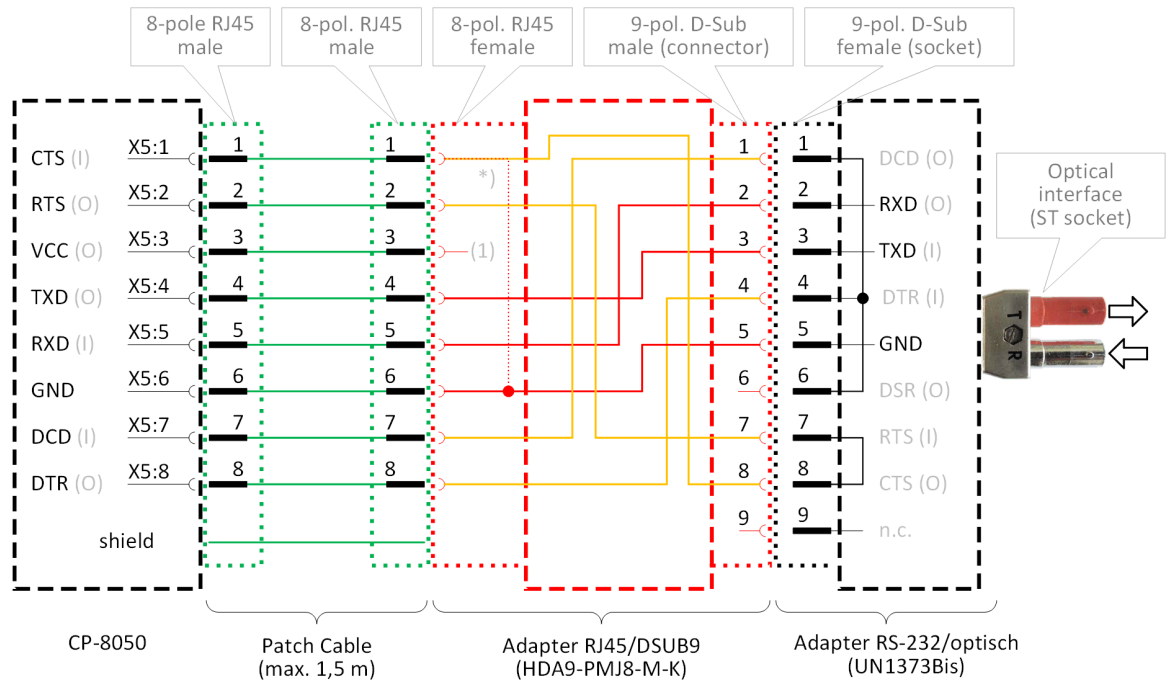 8-pole RJ45
male
8-pol. RJ45
male
8-pol. RJ45
female
9-pol. D-Sub
male (connector)
9-pol. D-Sub
female (socket)
CTS (I) X5:1 1 1 1 1 DCD (O)
*)
RTS (O) X5:2 2 2 2 2 RXD (O)
VCC (O) X5:3 3 3 (1) 3 3 TXD (I)
TXD (O) X5:4 4 4 4 4 DTR (I)
RXD (I) X5:5 5 5 5 5 GND
GND X5:6 6 6 6 6 DSR (O)
DCD (I) X5:7 7 7 7 7 RTS (I)
DTR (O) X5:8 8 8 8 8 CTS (O)
shield 9 9 n.c.
Optical
interface
(ST socket)
T R
CP-8050
Patch Cable
(max. 1,5 m)
Adapter RJ45/DSUB9
(HDA9-PMJ8-M-K)
Adapter RS-232/optisch
(UN1373Bis)